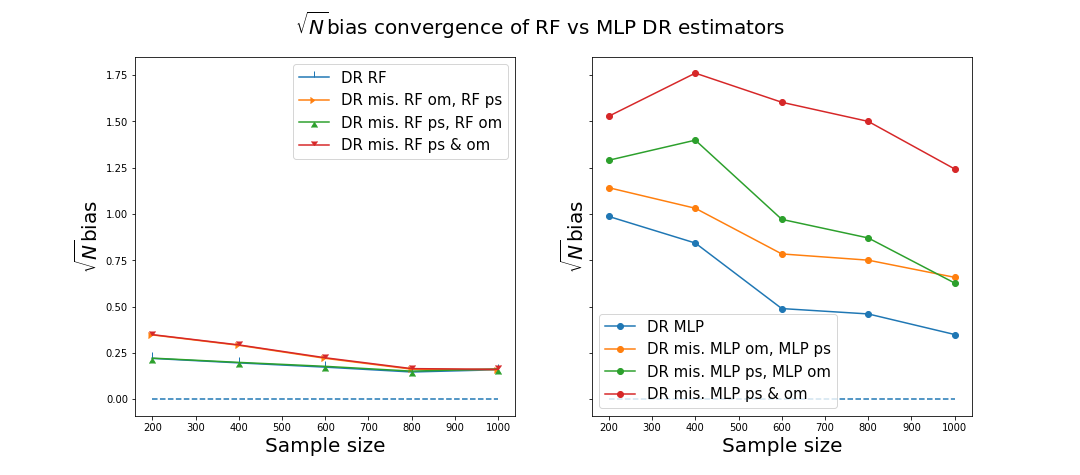 √N bias convergence of RF vs MLP DR estimators
√N bias
1.75
1.50
1.25
1.00
0.75
0.50
0.25
0.00
DR RF
DR mis. RF om, RF ps
DR mis. RF ps, RF om
DR mis. RF ps & om
200 300 400 500 600 700 800 900 1000
Sample size
√N bias
DR MLP
DR mis. MLP om, MLP ps
DR mis. MLP ps, MLP om
DR mis. MLP ps & om
200 300 400 500 600 700 800 900 1000
Sample size